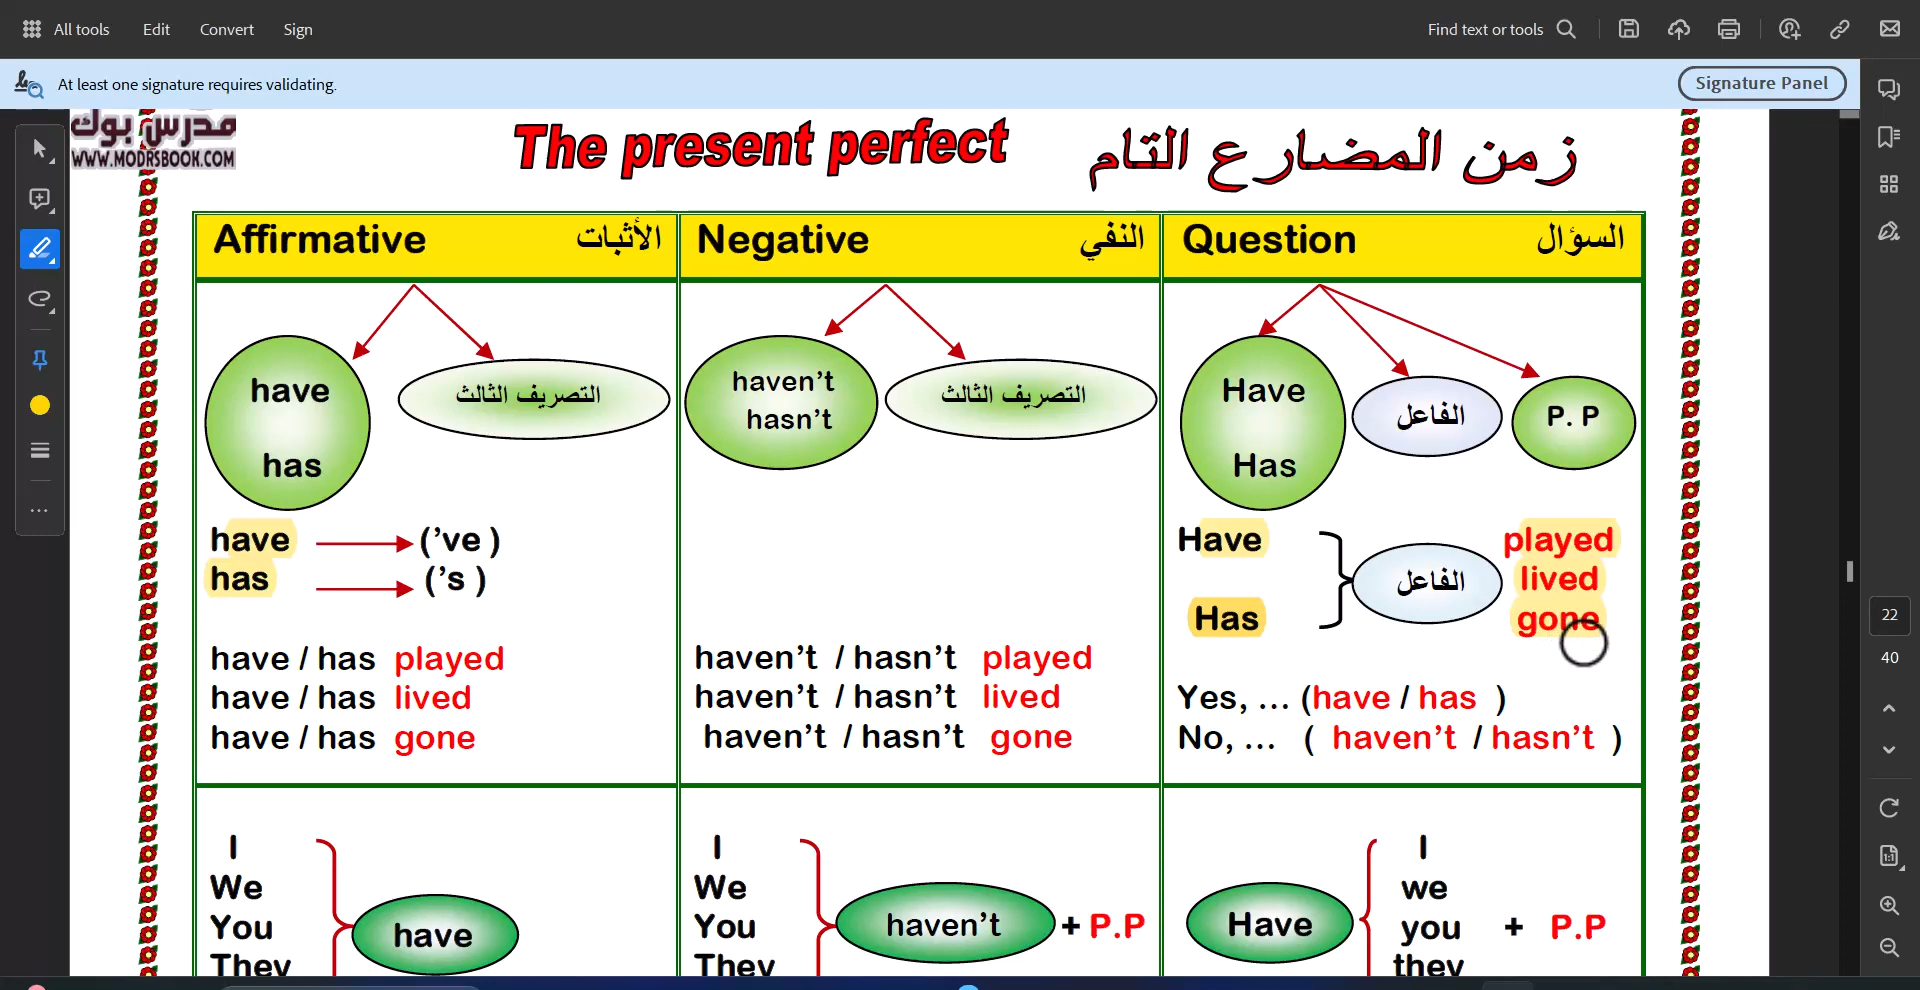 All tools Edit Convert Sign Find text or tools
At least one signature requires validating. Signature Panel
مدرس بوك
WWW.MODRSBOOK.COM
The present perfect زمن المضارع التام
Affirmative الأثبات Negative النفي Question السؤال
have
has
التصريف الثالث
haven't
hasn't
التصريف الثالث
Have
Has
الفاعل
P. P
have ('ve )
has ('s )
have / has played
have / has lived
have / has gone
haven't / hasn't played
haven't / hasn't lived
haven't / hasn't gone
Have
Has
الفاعل
played
lived
gone
Yes, ... (have / has )
No, ... ( haven't / hasn't )
I
We
You
They
have
I
We
You
They
haven't + P.P
Have
I
we
you
they
+ P.P
22
40